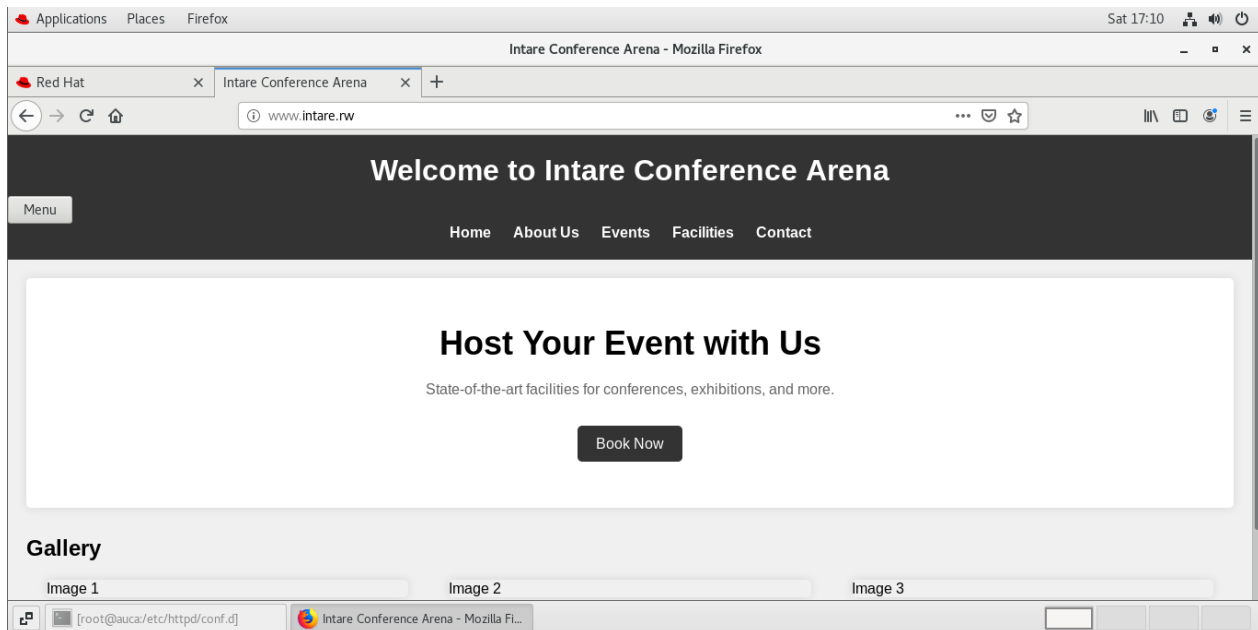 Applications Places Firefox Sat 17:10
Intare Conference Arena - Mozilla Firefox
Red Hat Intare Conference Arena
www.intare.rw
Welcome to Intare Conference Arena
Menu
Home About Us Events Facilities Contact
Host Your Event with Us
State-of-the-art facilities for conferences, exhibitions, and more.
Book Now
Gallery
Image 1 Image 2 Image 3
[root@auca:/etc/httpd/conf.d] Intare Conference Arena - Mozilla Fi...